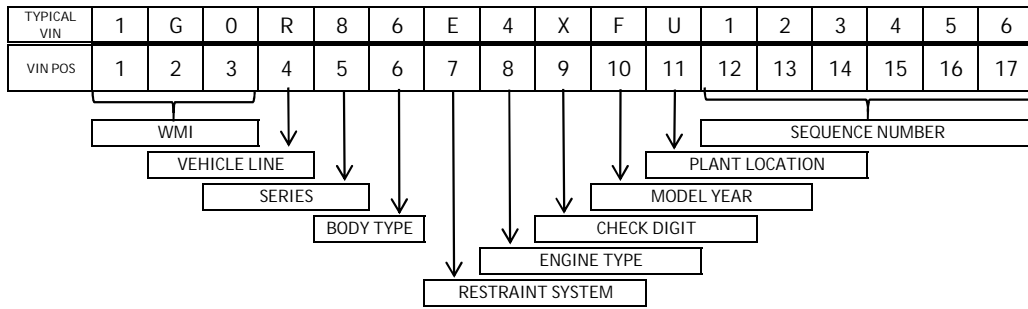 TYPICAL VIN 1 G 0 R 8 6 E 4 X F U 1 2 3 4 5 6
VIN POS 1 2 3 4 5 6 7 8 9 10 11 12 13 14 15 16 17
WMI SEQUENCE NUMBER
VEHICLE LINE PLANT LOCATION
SERIES MODEL YEAR
BODY TYPE CHECK DIGIT
ENGINE TYPE
RESTRAINT SYSTEM